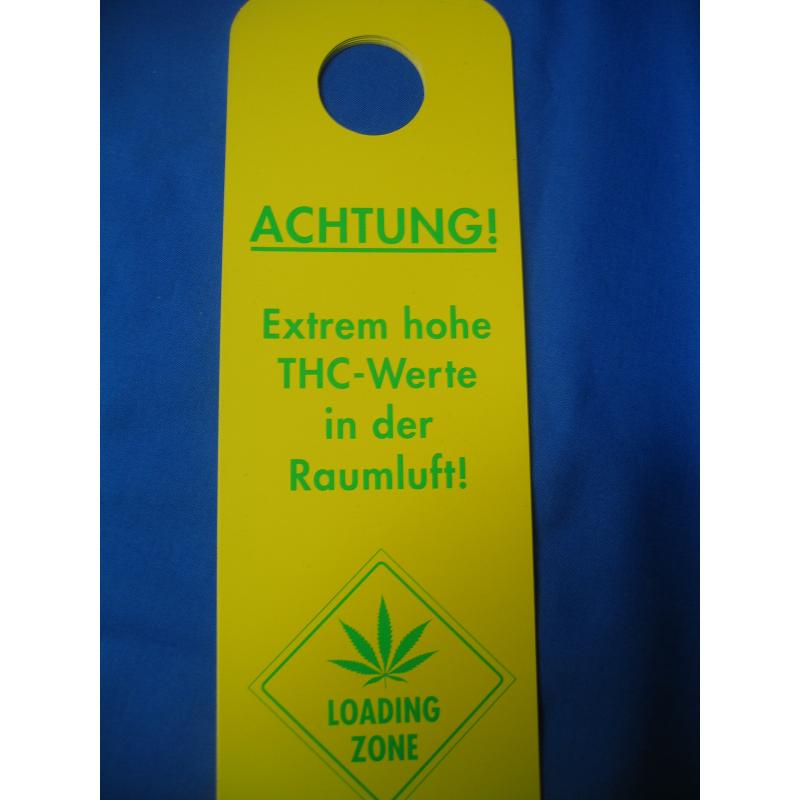 ACHTUNG!
Extrem hohe
THC-Werte
in der
Raumluft!
LOADING
ZONE